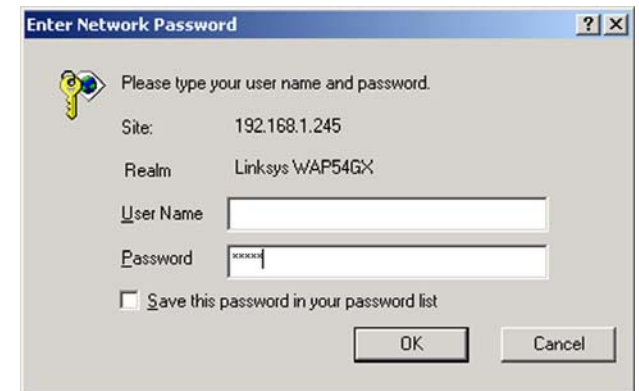 Enter Network Password
Please type your user name and password.
Site: 192.168.1.245
Realm Linksys WAP54GX
User Name
Password xxxxx
Save this password in your password list
OK Cancel